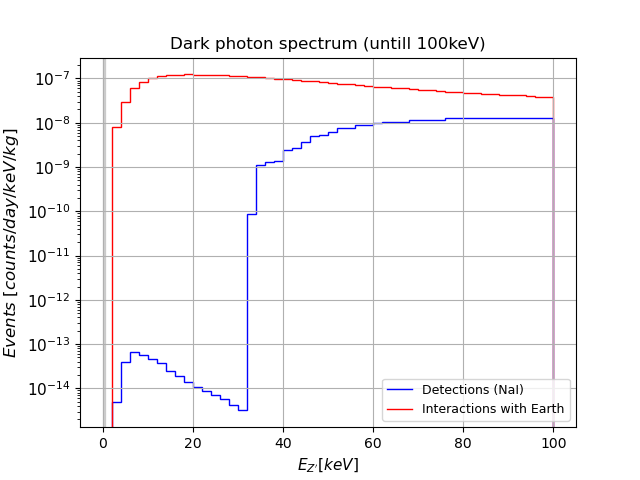 Dark photon spectrum (untill 100keV)
Events [counts/day/keV/kg]
10⁻⁷
10⁻⁸
10⁻⁹
10⁻¹⁰
10⁻¹¹
10⁻¹²
10⁻¹³
10⁻¹⁴
Detections (NaI)
Interactions with Earth
0 20 40 60 80 100
E_Z′[keV]